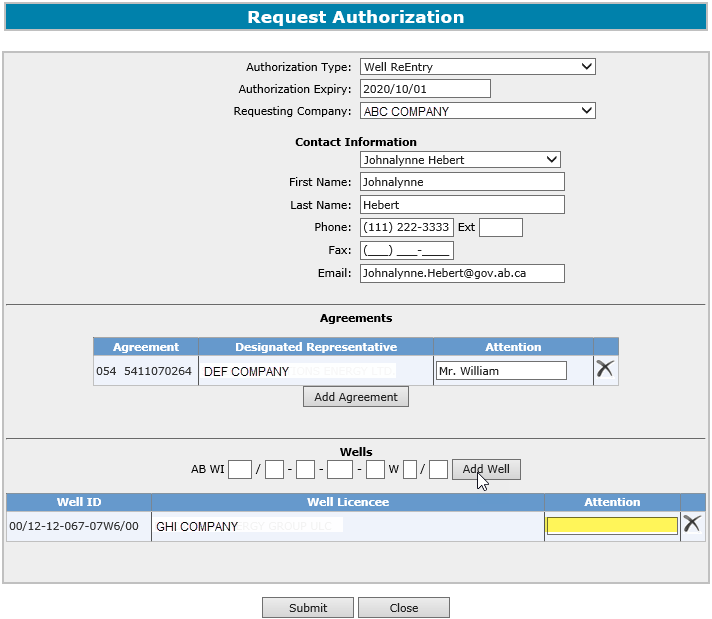 Request Authorization
Authorization Type: Well ReEntry
Authorization Expiry: 2020/10/01
Requesting Company: ABC COMPANY
Contact Information
Johnalynne Hebert
First Name: Johnalynne
Last Name: Hebert
Phone: (111) 222-3333 Ext
Fax: (___) ___-____
Email: Johnalynne.Hebert@gov.ab.ca
Agreements
Agreement Designated Representative Attention
054 5411070264 DEF COMPANY Mr. William
Add Agreement
Wells
AB WI / - - - W / Add Well
Well ID Well Licencee Attention
00/12-12-067-07W6/00 GHI COMPANY
Submit Close